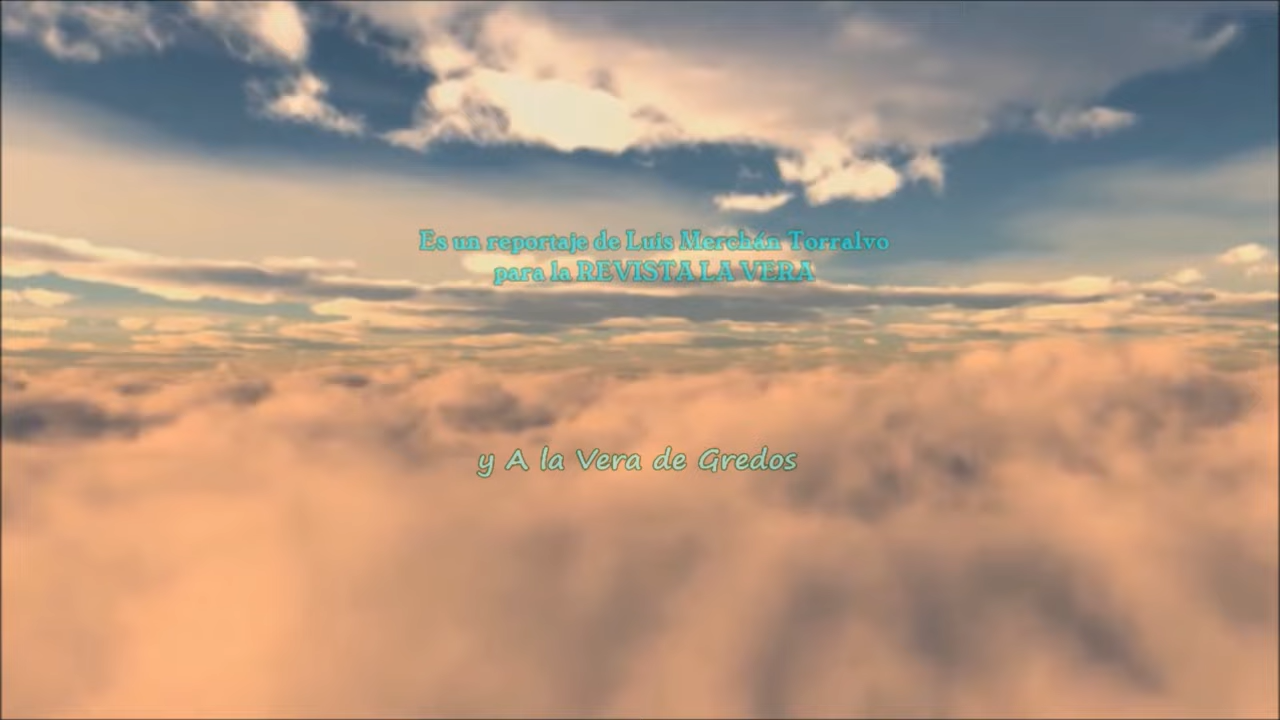 Es un reportaje de Luis Merchán Torralvo
para la REVISTA LA VERA
y A la Vera de Gredos